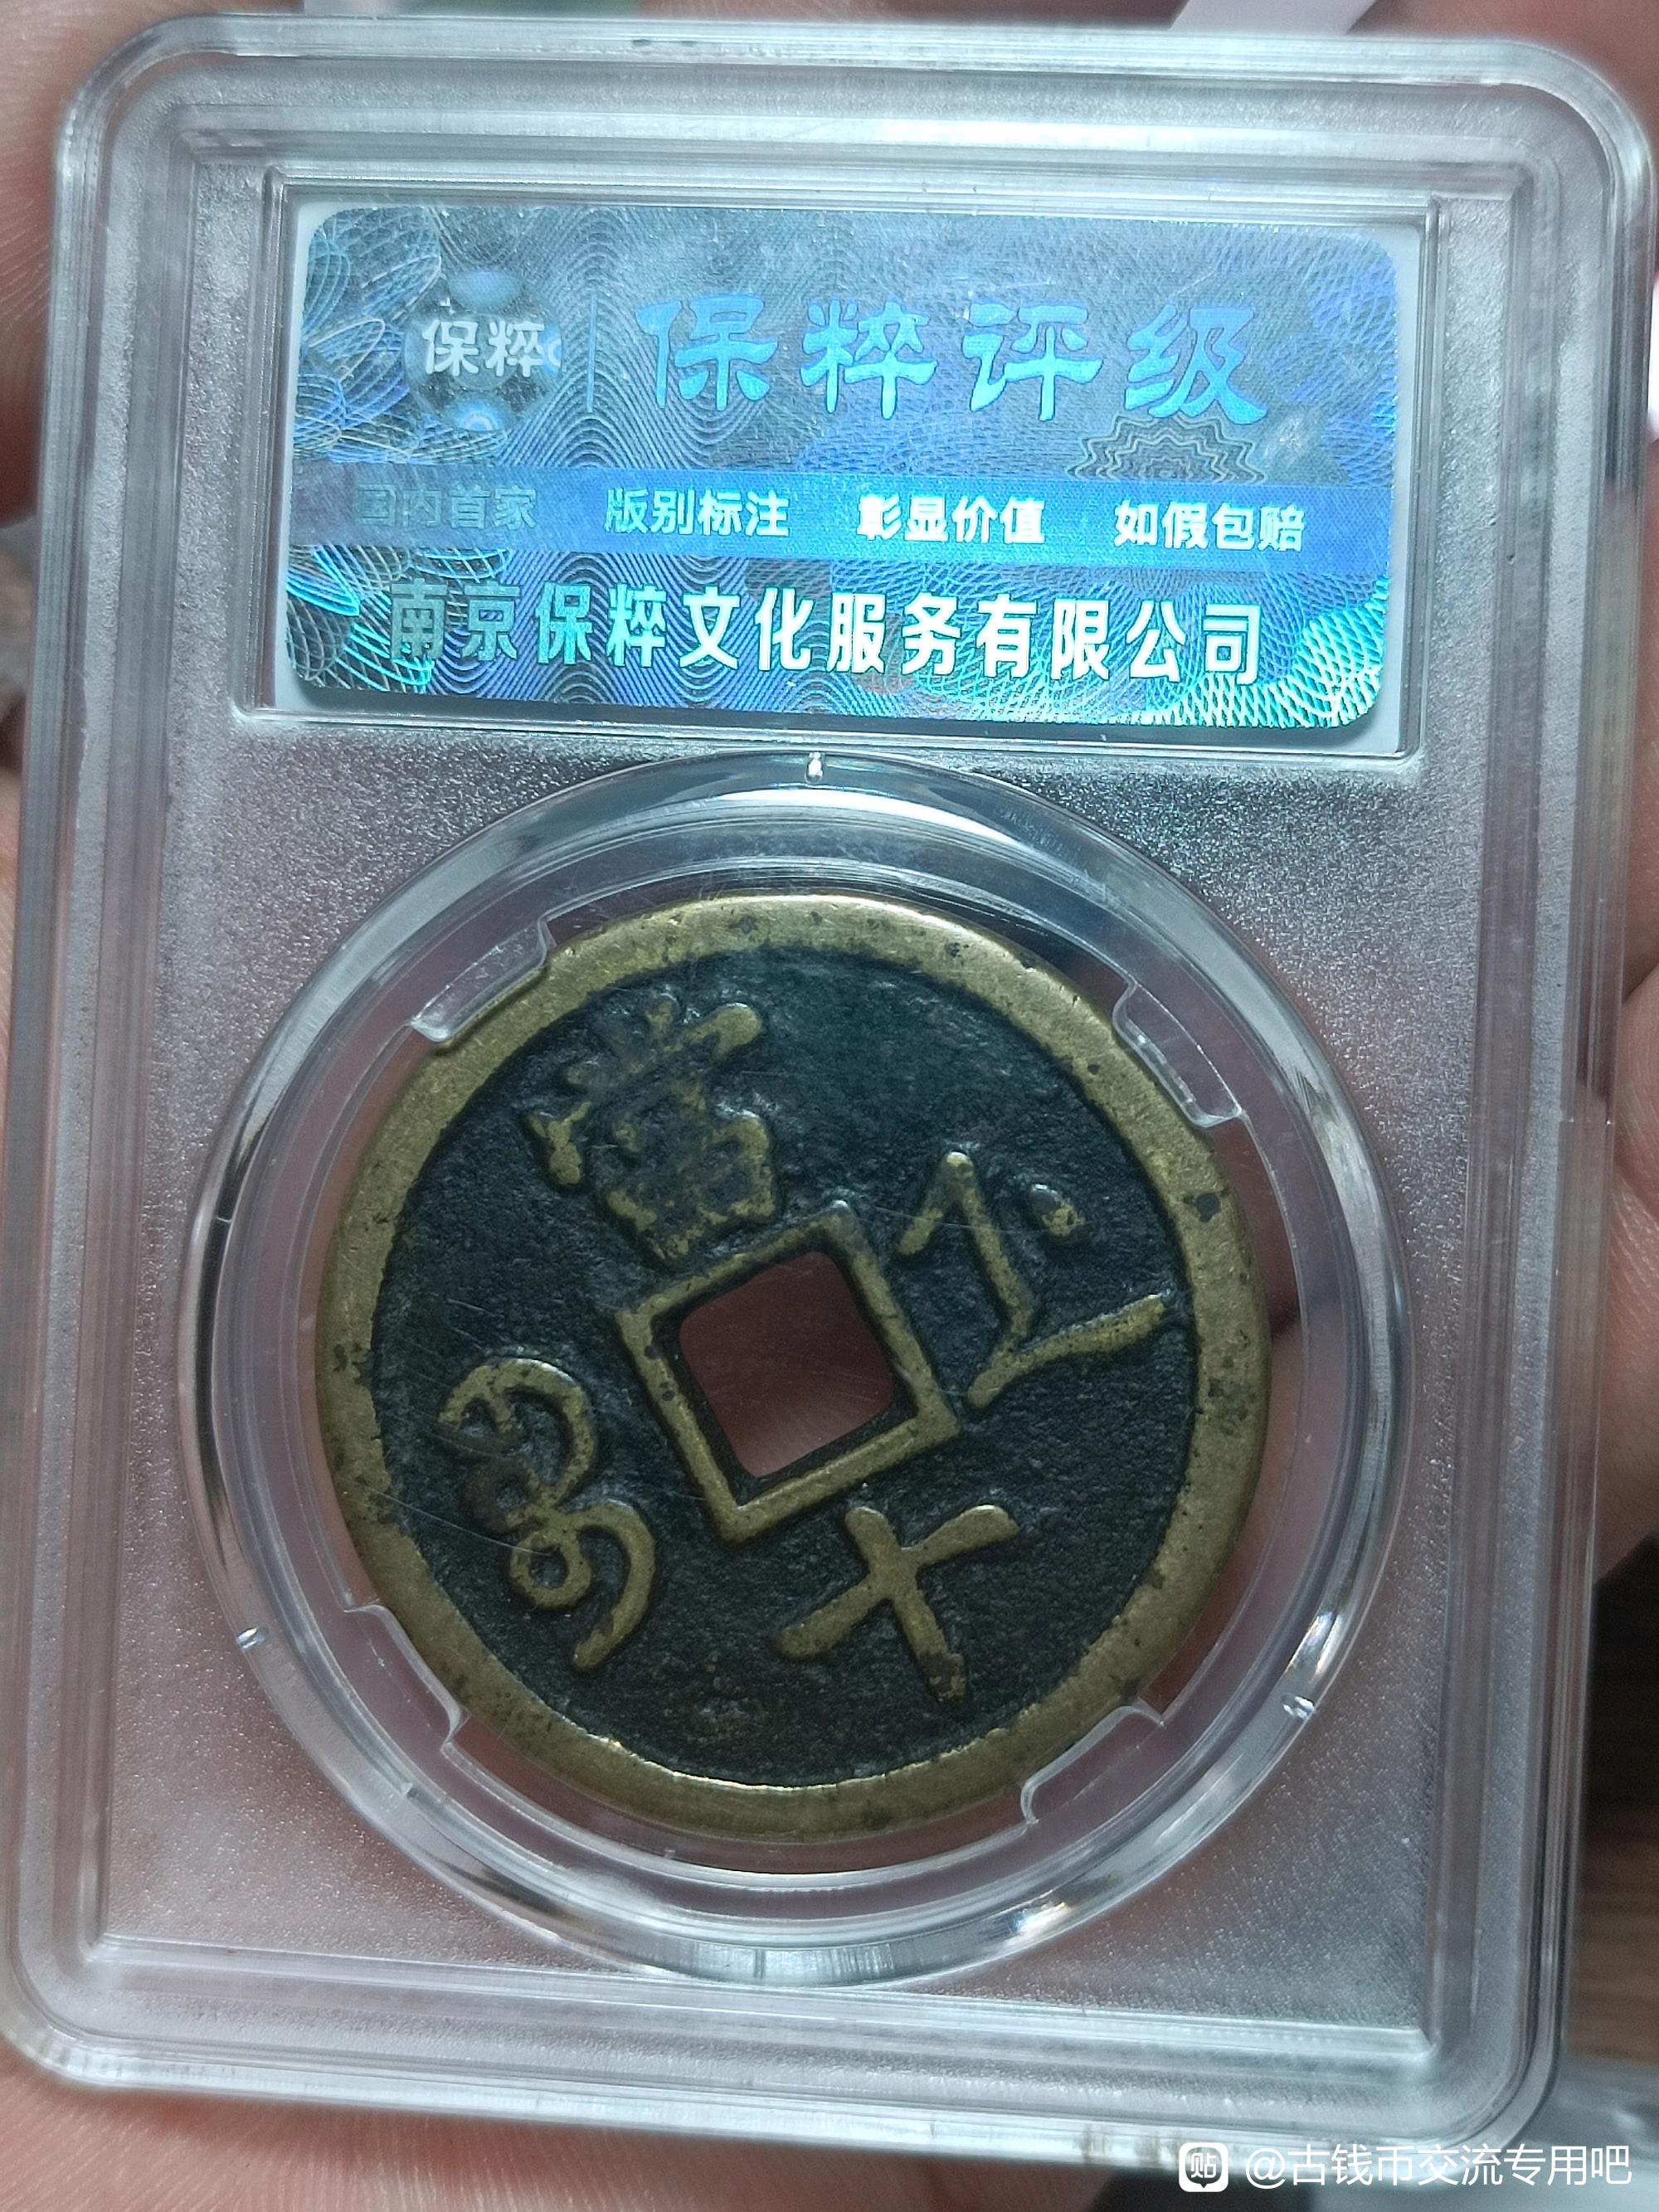 保粹
保粹评级
国内首家 版别标注 彰显价值 如假包赔
南京保粹文化服务有限公司
當
十
贴 @古钱币交流专用吧